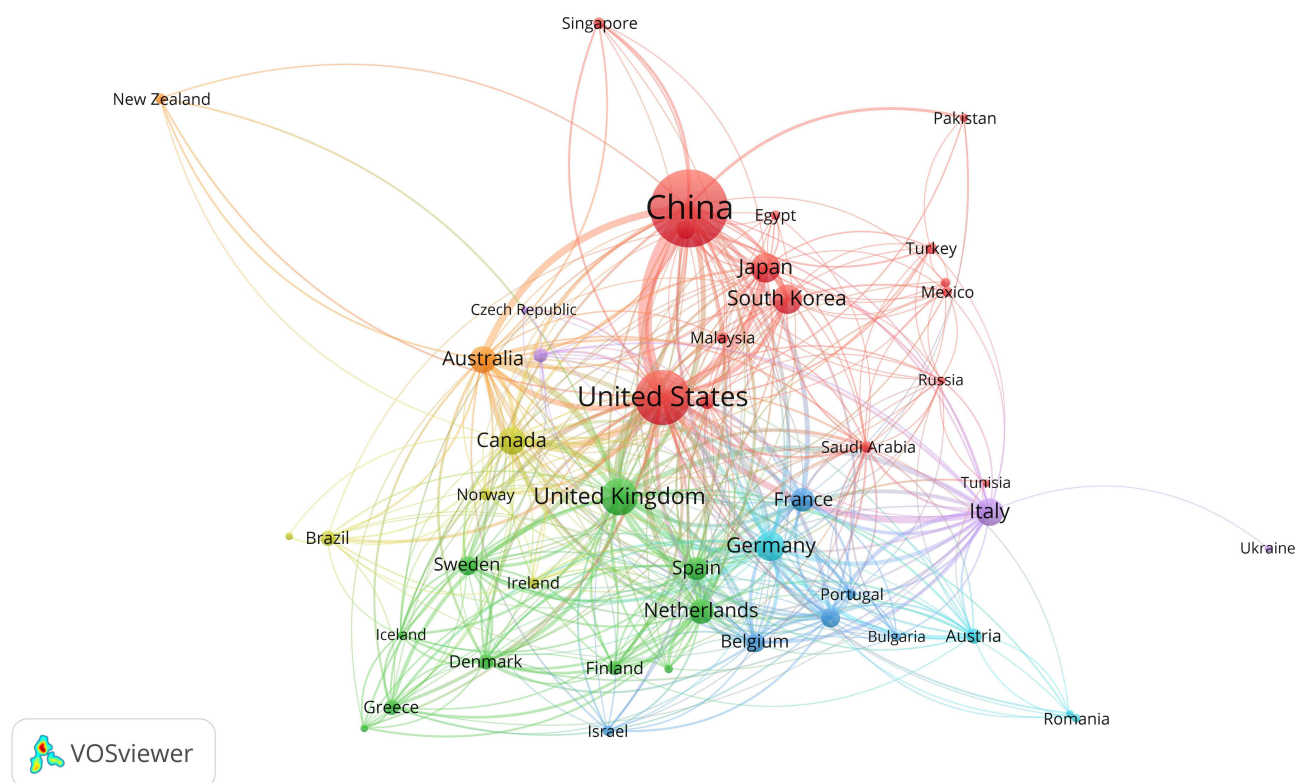 Singapore
New Zealand
Pakistan
China
Egypt
Turkey
Japan
Mexico
South Korea
Czech Republic
Malaysia
Australia
Russia
United States
Canada
Saudi Arabia
Tunisia
Norway
United Kingdom
France
Italy
Brazil
Germany
Ukraine
Sweden
Spain
Ireland
Portugal
Netherlands
Iceland
Belgium
Bulgaria
Austria
Denmark
Finland
Greece
Romania
Israel
VOSviewer